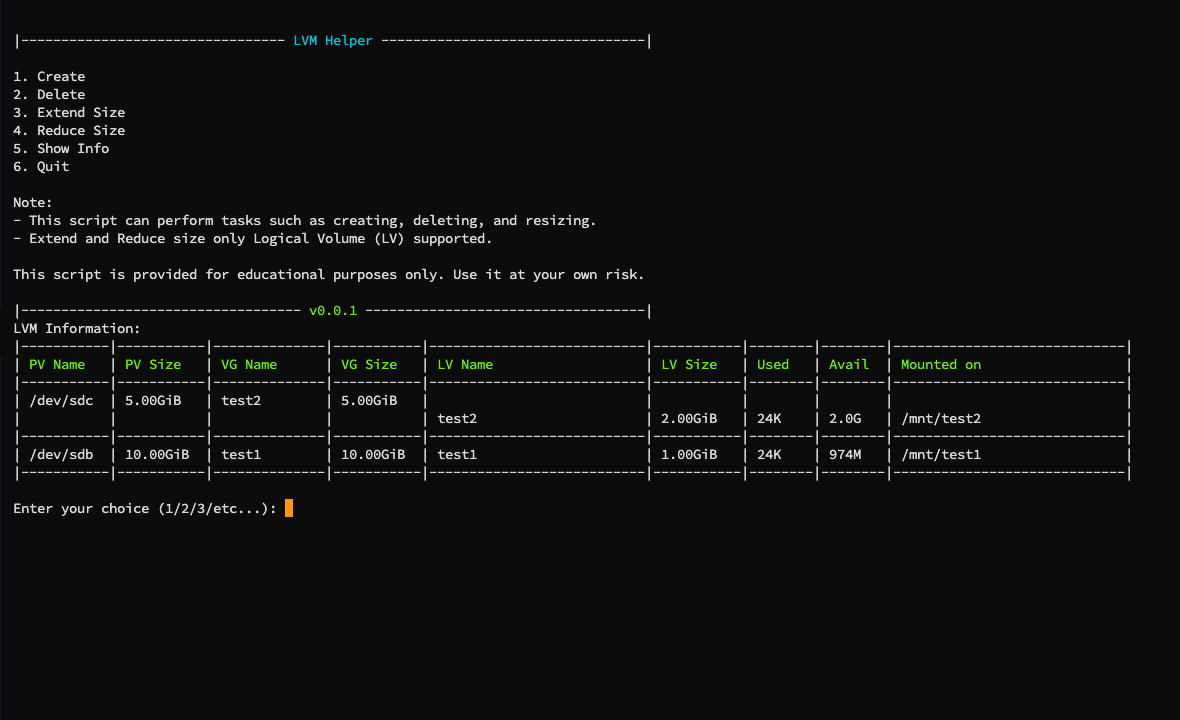 |--------------------------------- LVM Helper ---------------------------------|
1. Create
2. Delete
3. Extend Size
4. Reduce Size
5. Show Info
6. Quit
Note:
- This script can perform tasks such as creating, deleting, and resizing.
- Extend and Reduce size only Logical Volume (LV) supported.
This script is provided for educational purposes only. Use it at your own risk.
|----------------------------------- v0.0.1 -----------------------------------|
LVM Information:
|-----------|-----------|--------------|-----------|---------------------------|-----------|--------|--------|-----------------------------|
| PV Name | PV Size | VG Name | VG Size | LV Name | LV Size | Used | Avail | Mounted on |
|-----------|-----------|--------------|-----------|---------------------------|-----------|--------|--------|-----------------------------|
| /dev/sdc | 5.00GiB | test2 | 5.00GiB | | | | | |
| | | | | test2 | 2.00GiB | 24K | 2.0G | /mnt/test2 |
|-----------|-----------|--------------|-----------|---------------------------|-----------|--------|--------|-----------------------------|
| /dev/sdb | 10.00GiB | test1 | 10.00GiB | test1 | 1.00GiB | 24K | 974M | /mnt/test1 |
|-----------|-----------|--------------|-----------|---------------------------|-----------|--------|--------|-----------------------------|
Enter your choice (1/2/3/etc...):